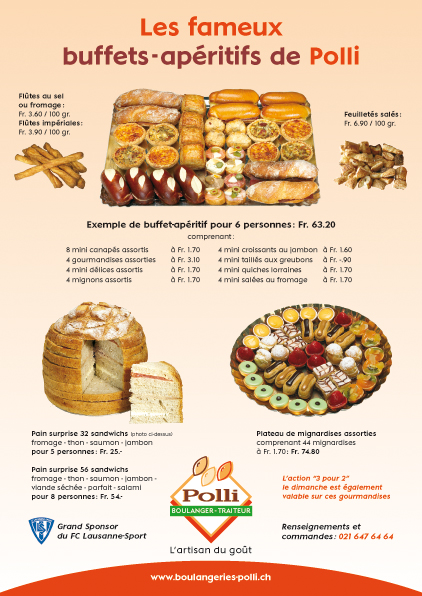 Les fameux
buffets-apéritifs de Polli
Flûtes au sel
ou fromage:
Fr. 3.60 / 100 gr.
Flûtes impériales:
Fr. 3.90 / 100 gr.
Feuilletés salés:
Fr. 6.90 / 100 gr.
Exemple de buffet-apéritif pour 6 personnes: Fr. 63.20
comprenant:
8 mini canapés assortis à Fr. 1.70
4 gourmandises assorties à Fr. 3.10
4 mini délices assortis à Fr. 1.70
4 mignons assortis à Fr. 1.70
4 mini croissants au jambon à Fr. 1.60
4 mini taillés aux greubons à Fr. -.90
4 mini quiches lorraines à Fr. 1.70
4 mini salées au fromage à Fr. 1.70
Pain surprise 32 sandwichs (photo ci-dessus)
fromage - thon - saumon - jambon
pour 5 personnes: Fr. 25.-
Pain surprise 56 sandwichs
fromage - thon - saumon - jambon -
viande séchée - parfait - salami
pour 8 personnes: Fr. 54.-
Plateau de mignardises assorties
comprenant 44 mignardises
à Fr. 1.70: Fr. 74.80
L'action "3 pour 2"
le dimanche est également
valable sur ces gourmandises
Polli
BOULANGER-TRAITEUR
L'artisan du goût
Grand Sponsor
du FC Lausanne-Sport
Renseignements et
commandes: 021 647 64 64
www.boulangeries-polli.ch